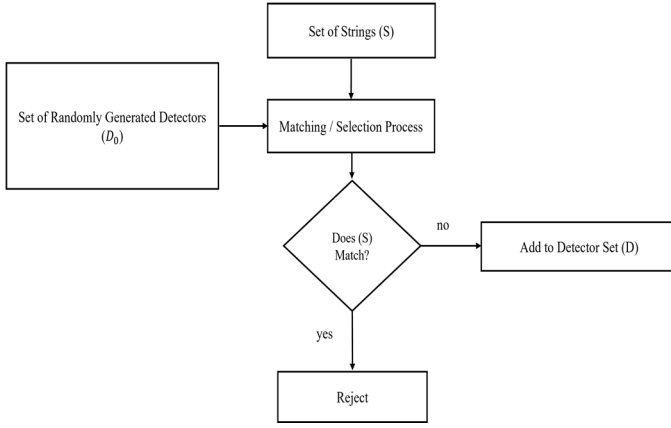 Set of Strings (S)
Set of Randomly Generated Detectors
(D₀)
Matching / Selection Process
Does (S)
Match?
no
Add to Detector Set (D)
yes
Reject